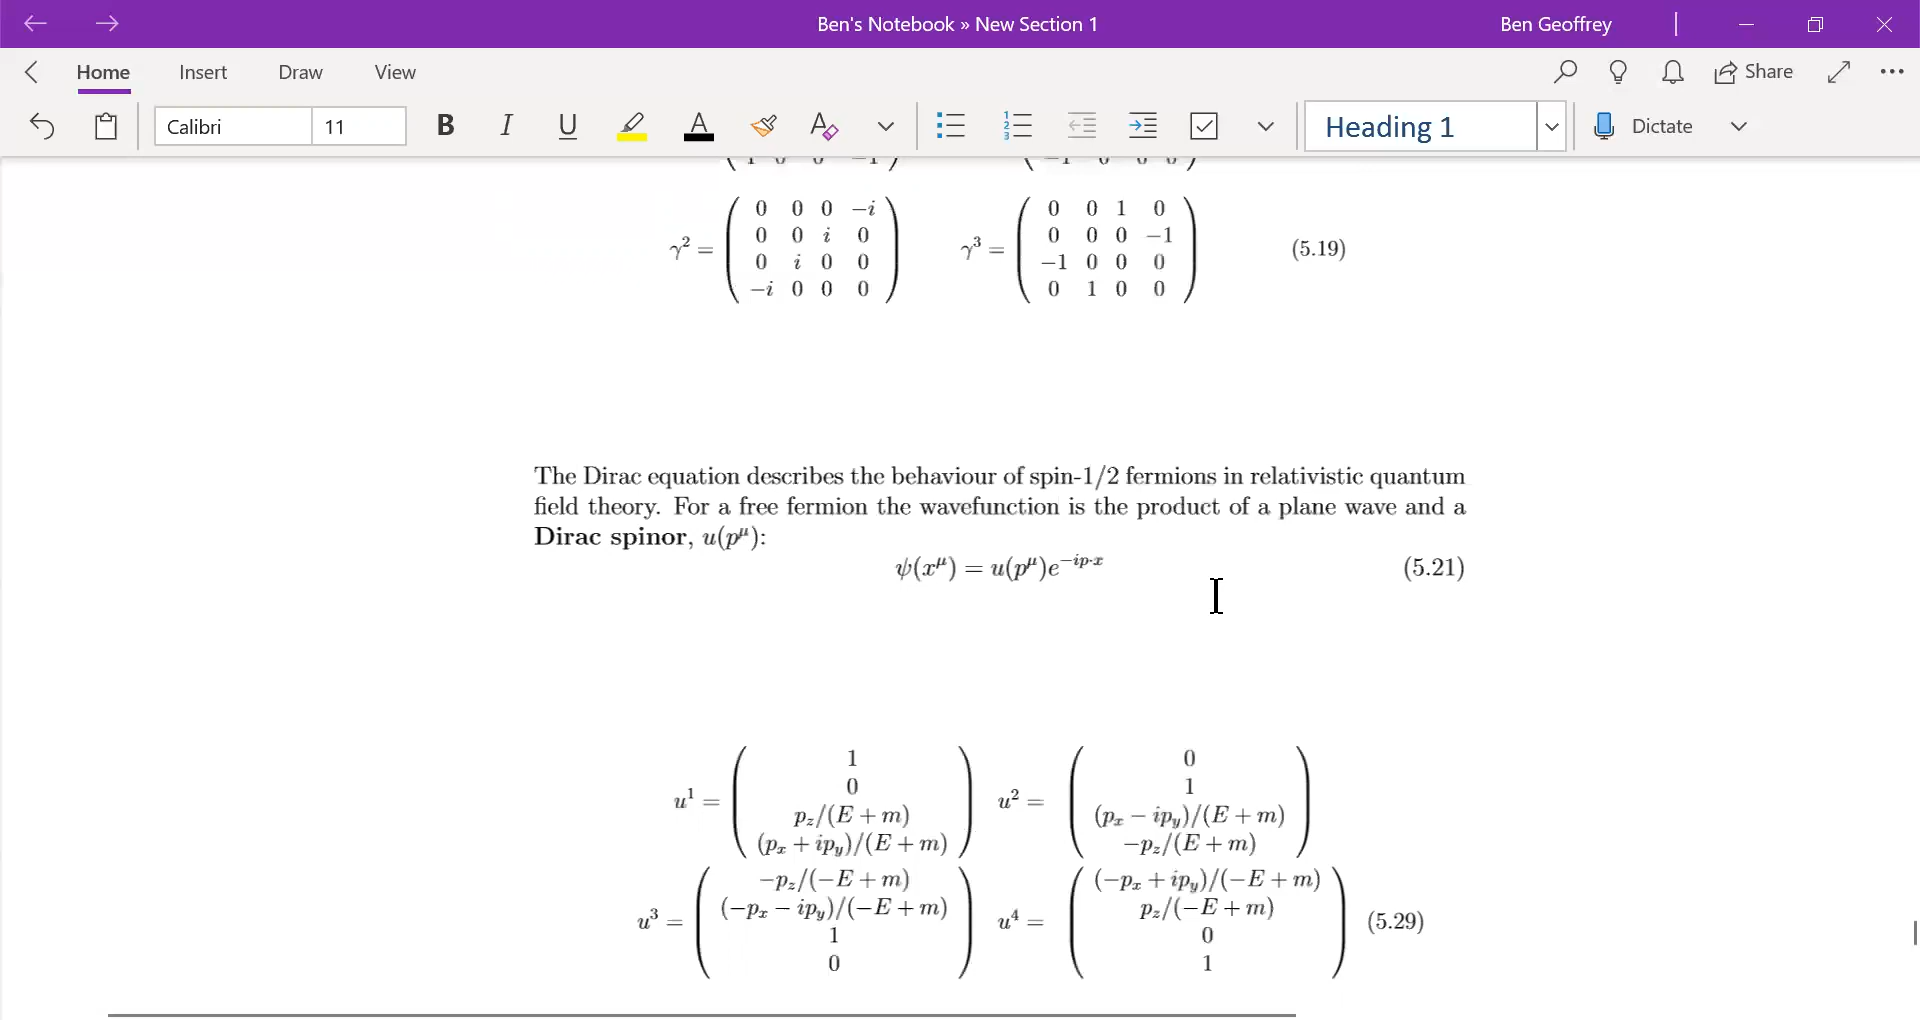 Ben's Notebook » New Section 1
Ben Geoffrey
Home Insert Draw View
Share
Calibri 11 B I U A A Heading 1 Dictate
γ² = ( 0 0 0 −i
0 0 i 0
0 i 0 0
−i 0 0 0 )
γ³ = ( 0 0 1 0
0 0 0 −1
−1 0 0 0
0 1 0 0 )
(5.19)
The Dirac equation describes the behaviour of spin-1/2 fermions in relativistic quantum
field theory. For a free fermion the wavefunction is the product of a plane wave and a
Dirac spinor, u(p^μ):
ψ(x^μ) = u(p^μ)e^{−ip·x} (5.21)
u¹ = ( 1
0
p_z/(E + m)
(p_x + ip_y)/(E + m) )
u² = ( 0
1
(p_x − ip_y)/(E + m)
−p_z/(E + m) )
u³ = ( −p_z/(−E + m)
(−p_x − ip_y)/(−E + m)
1
0 )
u⁴ = ( (−p_x + ip_y)/(−E + m)
p_z/(−E + m)
0
1 )
(5.29)